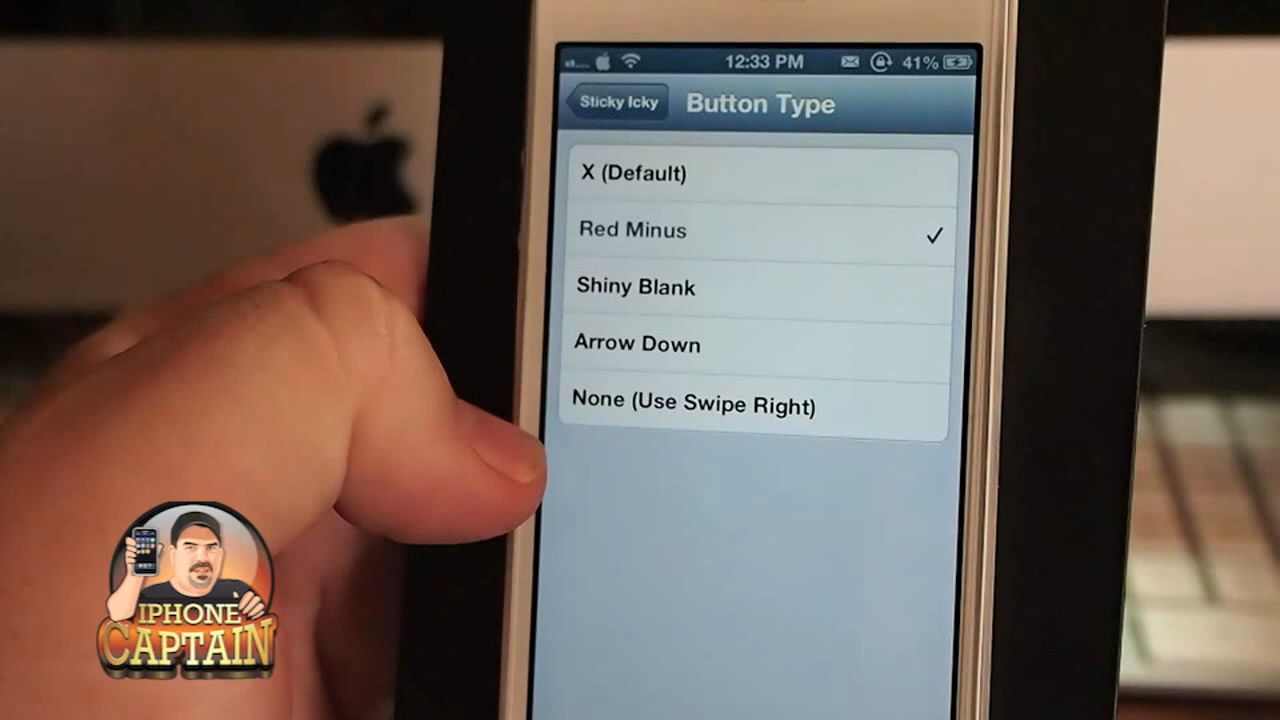 12:33 PM 41%
Sticky Icky Button Type
X (Default)
Red Minus
Shiny Blank
Arrow Down
None (Use Swipe Right)
IPHONE
CAPTAIN